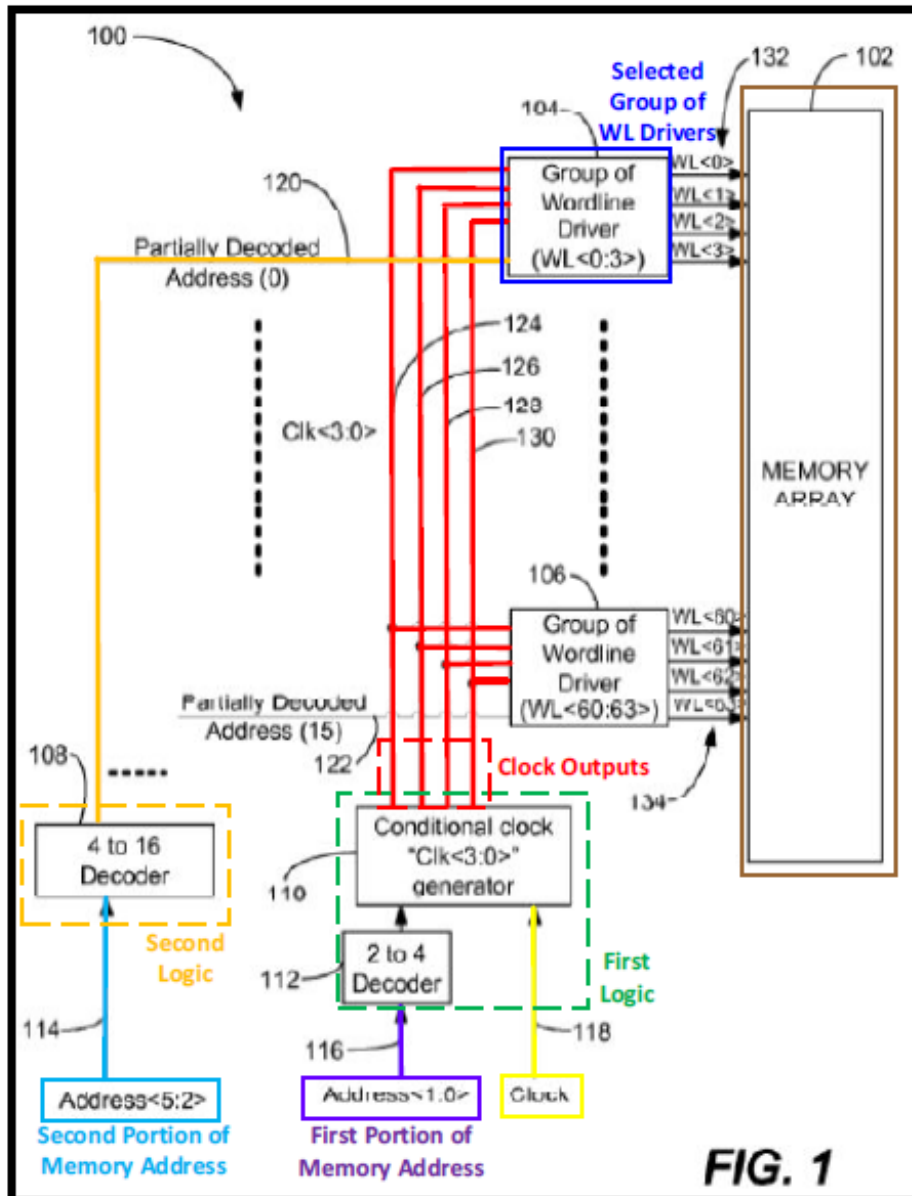 100
132
102
Selected
Group of
WL Drivers
104
Group of
Wordline
Driver
(WL<0:3>)
WL<0>
WL<1>
WL<2>
WL<3>
120
Partially Decoded
Address (0)
124
126
128
130
Clk<3:0>
MEMORY
ARRAY
106
Group of
Wordline
Driver
(WL<60:63>)
WL<60>
WL<61>
WL<62>
WL<63>
Partially Decoded
Address (15)
122
134
Clock Outputs
108
4 to 16
Decoder
Second
Logic
Conditional clock
"Clk<3:0>"
generator
110
2 to 4
Decoder
112
First
Logic
114
116
118
Address<5:2>
Address<1:0>
Clock
Second Portion of
Memory Address
First Portion of
Memory Address
FIG. 1